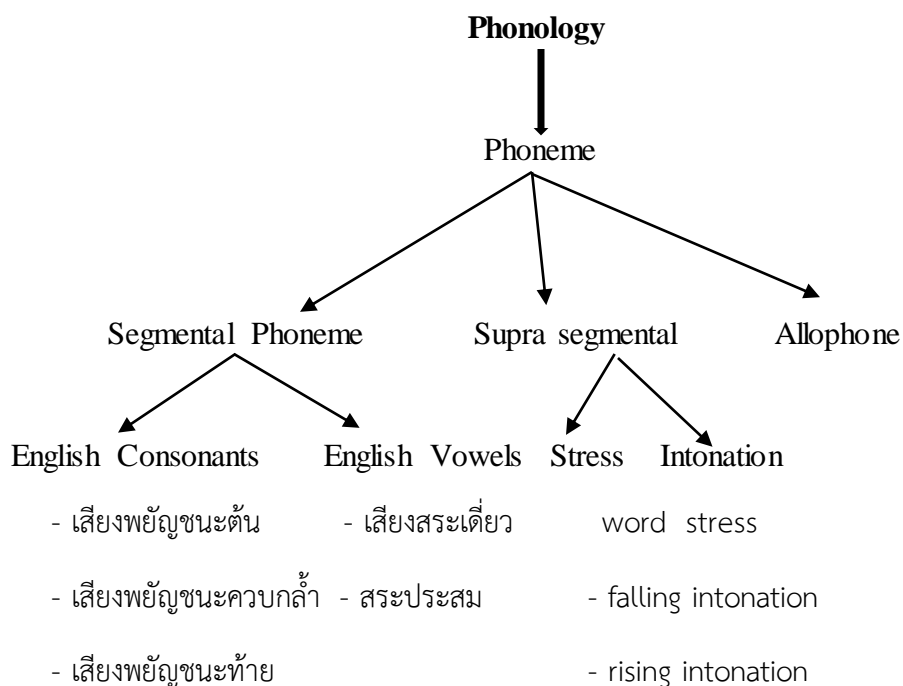 Phonology
Phoneme
Segmental Phoneme Supra segmental Allophone
English Consonants English Vowels Stress Intonation
- เสียงพยัญชนะต้น - เสียงสระเดี่ยว word stress
- เสียงพยัญชนะควบกล้ำ - สระประสม - falling intonation
- เสียงพยัญชนะท้าย - rising intonation